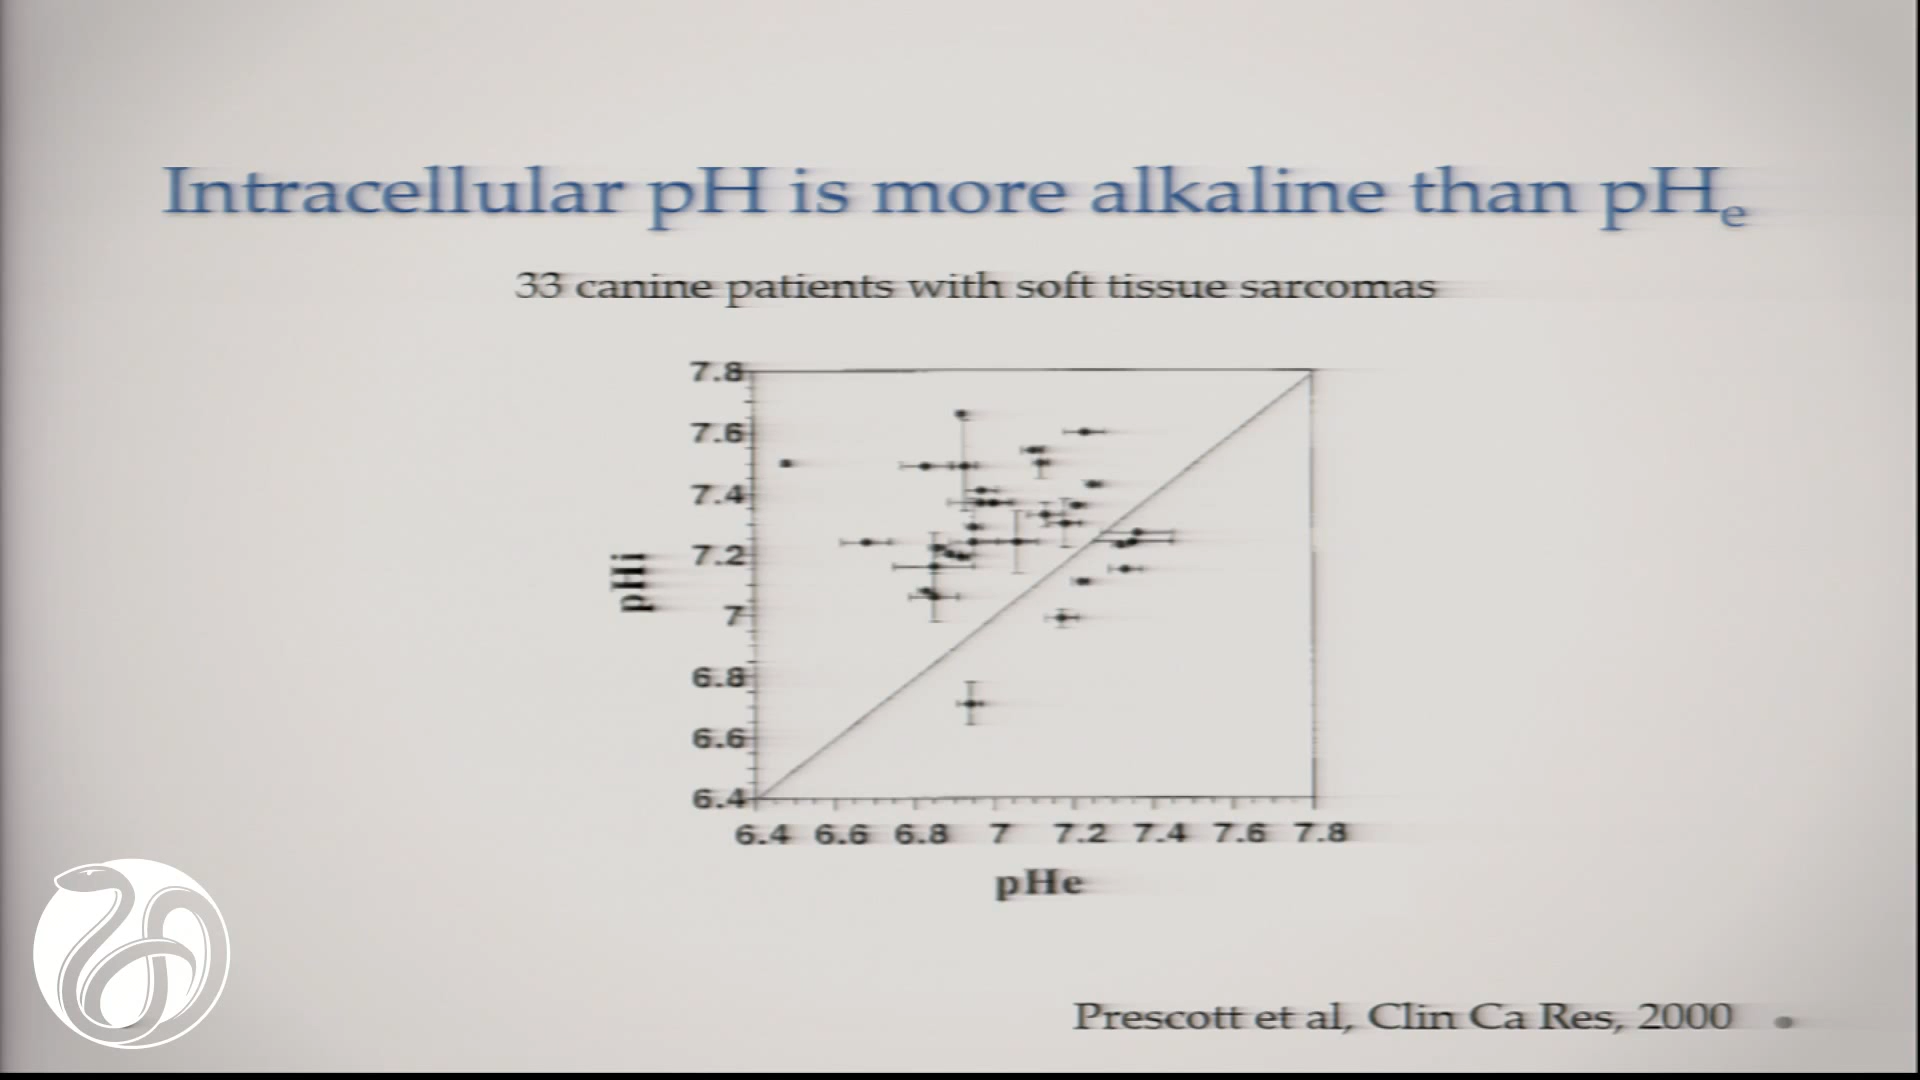 Intracellular pH is more alkaline than pHe
33 canine patients with soft tissue sarcomas
7.8
7.6
7.4
7.2
7
6.8
6.6
6.4
pHi
6.4 6.6 6.8 7 7.2 7.4 7.6 7.8
pHe
Prescott et al, Clin Ca Res, 2000